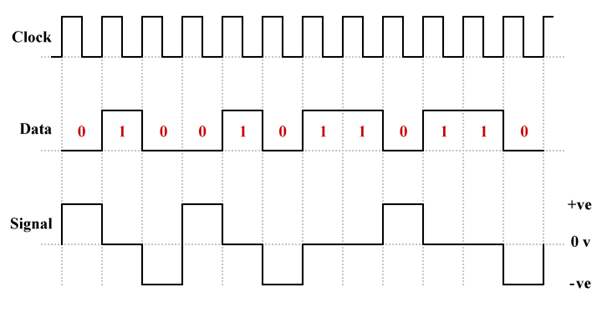 Clock
Data 0 1 0 0 1 0 1 1 0 1 1 0
+ve
Signal
0 v
-ve